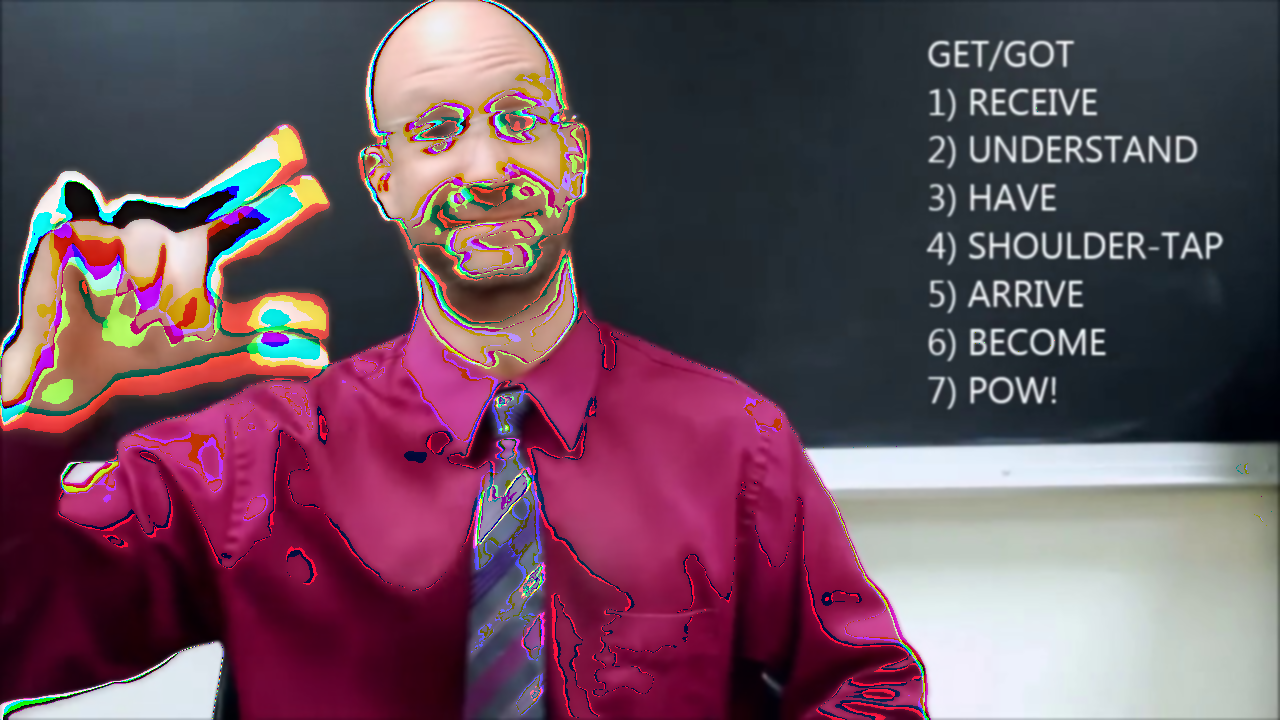 GET/GOT
1) RECEIVE
2) UNDERSTAND
3) HAVE
4) SHOULDER-TAP
5) ARRIVE
6) BECOME
7) POW!